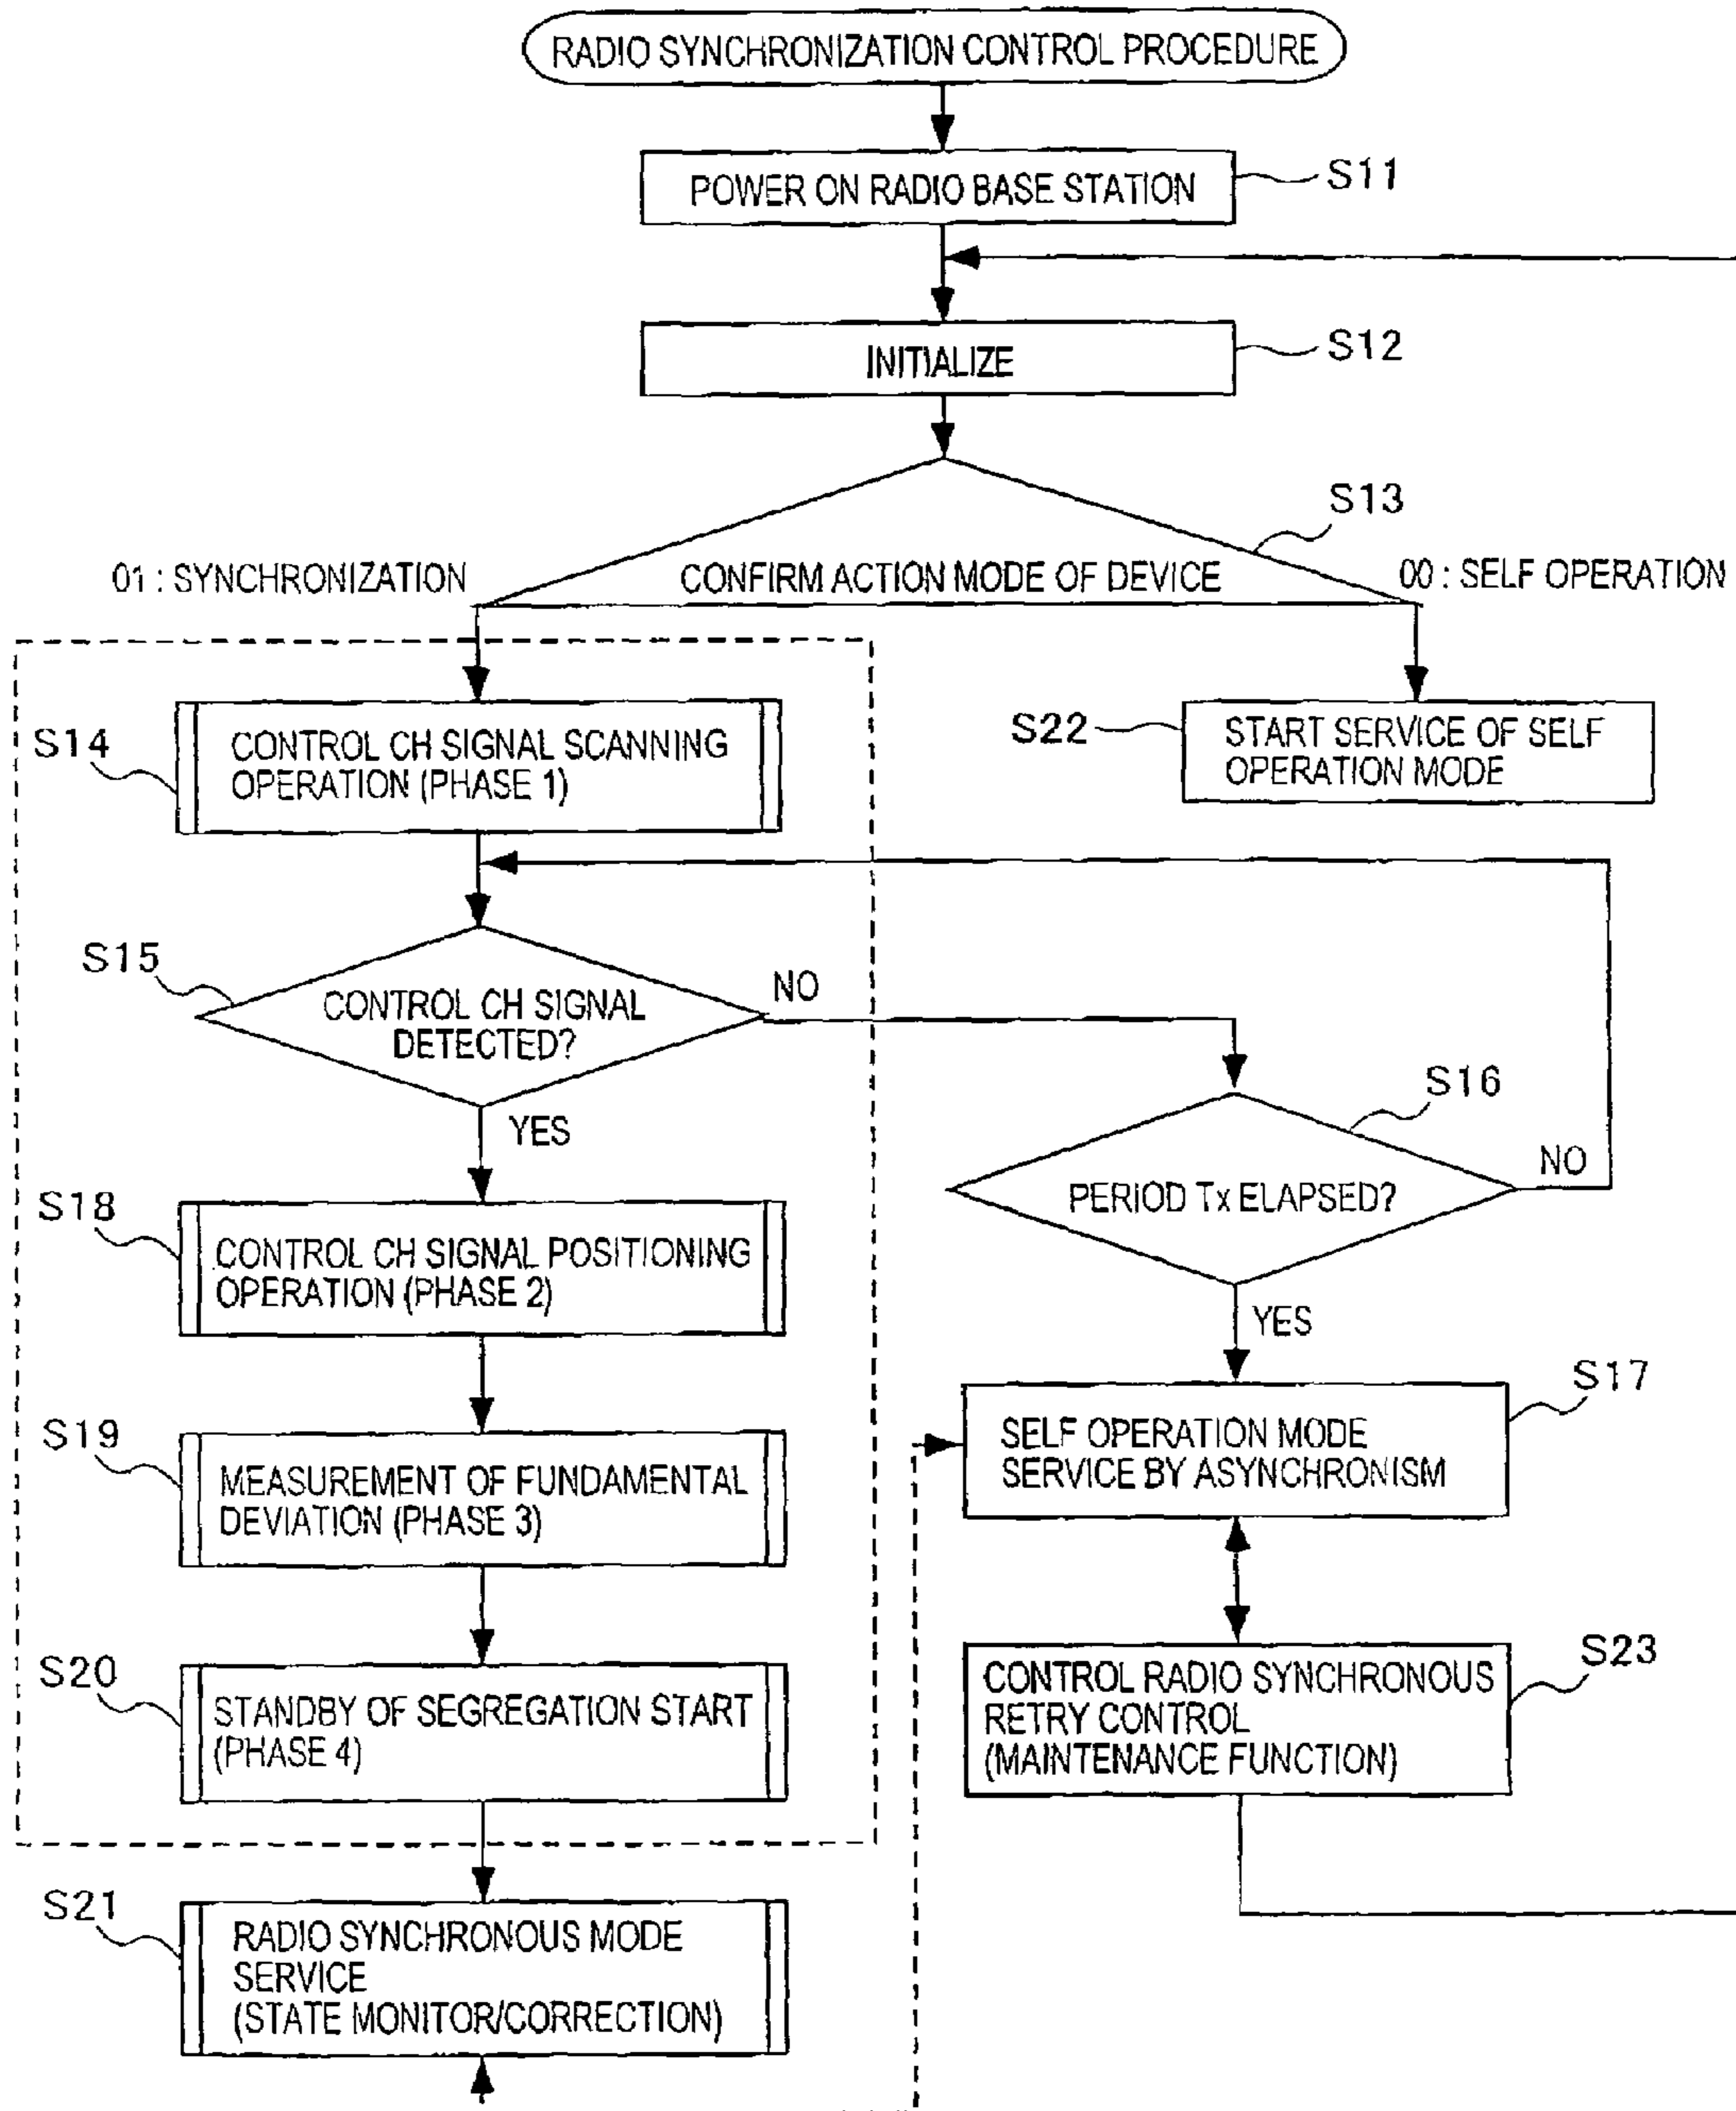 RADIO SYNCHRONIZATION CONTROL PROCEDURE
POWER ON RADIO BASE STATION
S11
INITIALIZE
S12
S13
01 : SYNCHRONIZATION
CONFIRM ACTION MODE OF DEVICE
00 : SELF OPERATION
S14
CONTROL CH SIGNAL SCANNING
OPERATION (PHASE 1)
S22
START SERVICE OF SELF
OPERATION MODE
S15
CONTROL CH SIGNAL
DETECTED?
NO
YES
S16
PERIOD Tx ELAPSED?
NO
YES
S18
CONTROL CH SIGNAL POSITIONING
OPERATION (PHASE 2)
S17
SELF OPERATION MODE
SERVICE BY ASYNCHRONISM
S19
MEASUREMENT OF FUNDAMENTAL
DEVIATION (PHASE 3)
S23
CONTROL RADIO SYNCHRONOUS
RETRY CONTROL
(MAINTENANCE FUNCTION)
S20
STANDBY OF SEGREGATION START
(PHASE 4)
S21
RADIO SYNCHRONOUS MODE
SERVICE
(STATE MONITOR/CORRECTION)